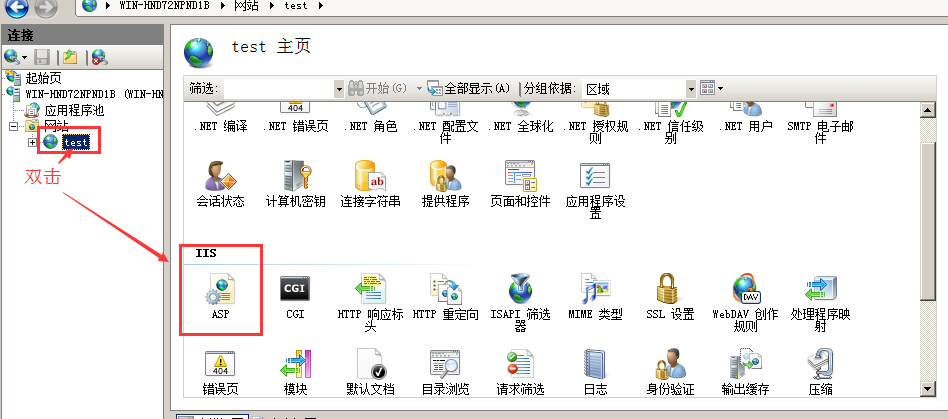 WIN-HND72NPND1B ▸ 网站 ▸ test ▸
连接
起始页
WIN-HND72NPND1B (WIN-HN
应用程序池
网站
test
双击
test 主页
筛选: 开始(G) 全部显示(A) 分组依据: 区域
.NET 编译 .NET 错误页 .NET 角色 .NET 配置文件 .NET 全球化 .NET 授权规则 .NET 信任级别 .NET 用户 SMTP 电子邮件
会话状态 计算机密钥 连接字符串 提供程序 页面和控件 应用程序设置
IIS
ASP CGI HTTP 响应标头 HTTP 重定向 ISAPI 筛选器 MIME 类型 SSL 设置 WebDAV 创作规则 处理程序映射
错误页 模块 默认文档 目录浏览 请求筛选 日志 身份验证 输出缓存 压缩